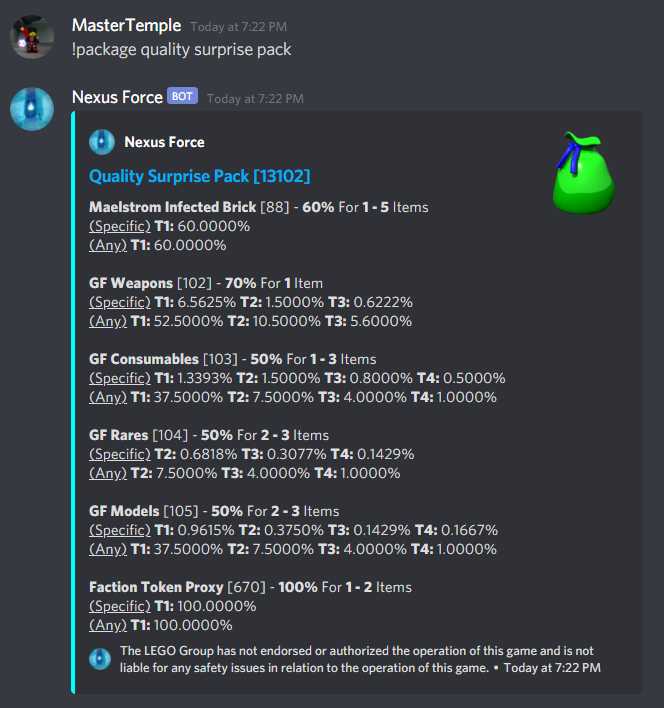 MasterTemple Today at 7:22 PM
!package quality surprise pack
Nexus Force BOT Today at 7:22 PM
Nexus Force
Quality Surprise Pack [13102]
Maelstrom Infected Brick [88] - 60% For 1 - 5 Items
(Specific) T1: 60.0000%
(Any) T1: 60.0000%
GF Weapons [102] - 70% For 1 Item
(Specific) T1: 6.5625% T2: 1.5000% T3: 0.6222%
(Any) T1: 52.5000% T2: 10.5000% T3: 5.6000%
GF Consumables [103] - 50% For 1 - 3 Items
(Specific) T1: 1.3393% T2: 1.5000% T3: 0.8000% T4: 0.5000%
(Any) T1: 37.5000% T2: 7.5000% T3: 4.0000% T4: 1.0000%
GF Rares [104] - 50% For 2 - 3 Items
(Specific) T2: 0.6818% T3: 0.3077% T4: 0.1429%
(Any) T2: 7.5000% T3: 4.0000% T4: 1.0000%
GF Models [105] - 50% For 2 - 3 Items
(Specific) T1: 0.9615% T2: 0.3750% T3: 0.1429% T4: 0.1667%
(Any) T1: 37.5000% T2: 7.5000% T3: 4.0000% T4: 1.0000%
Faction Token Proxy [670] - 100% For 1 - 2 Items
(Specific) T1: 100.0000%
(Any) T1: 100.0000%
The LEGO Group has not endorsed or authorized the operation of this game and is not
liable for any safety issues in relation to the operation of this game. • Today at 7:22 PM